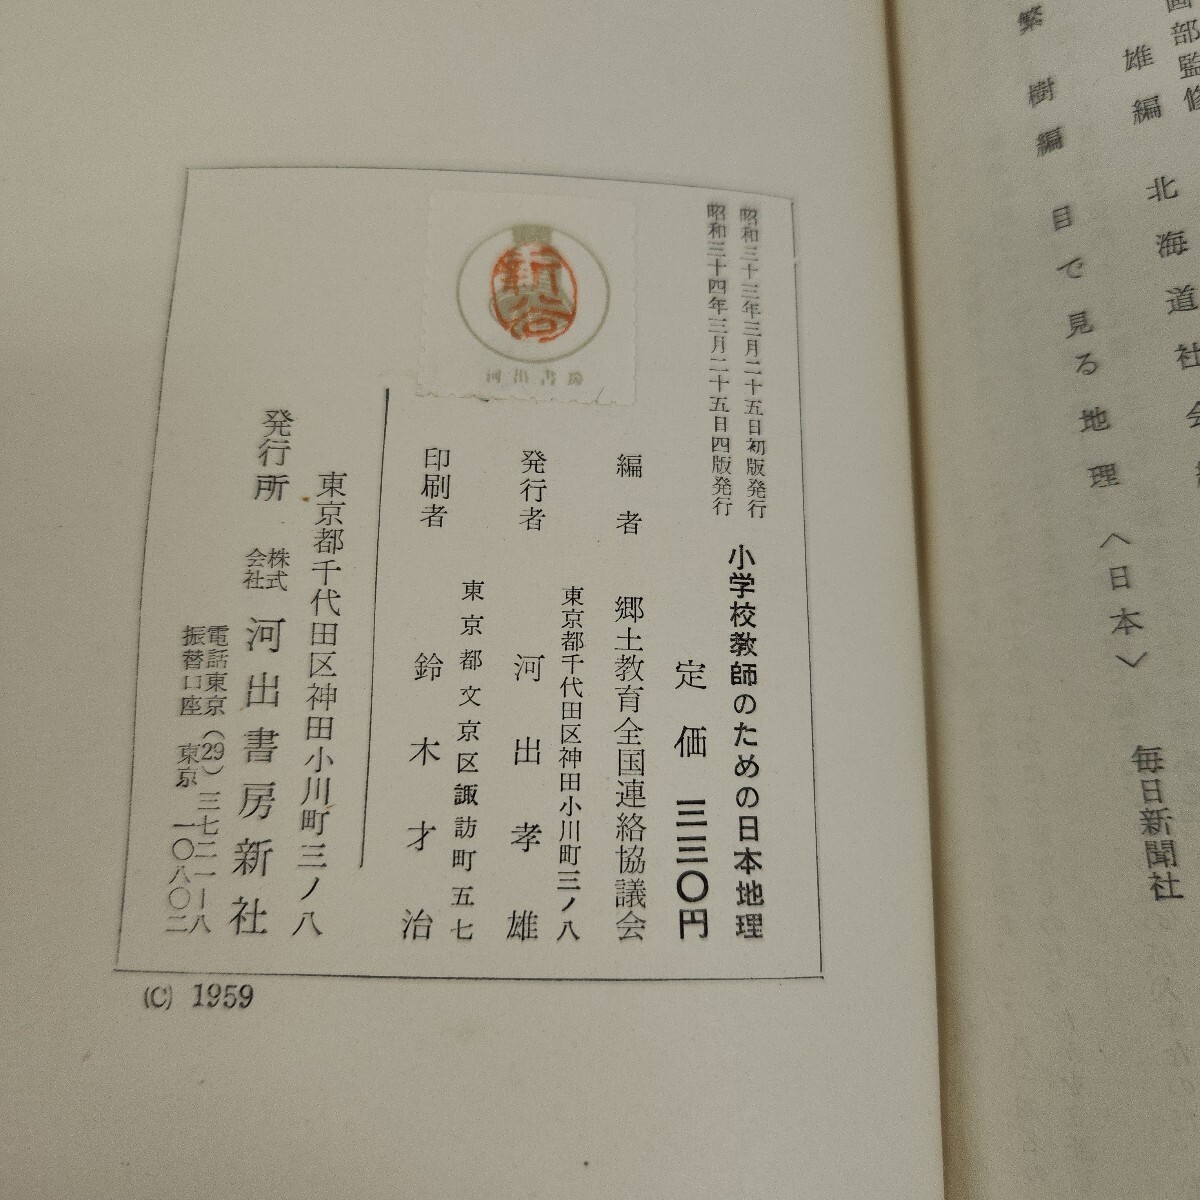 繁樹編 目で見る地理〈日本〉 毎日新聞社
雄編 北海道社会
部監修
昭和三十三年三月二十五日初版発行
昭和三十四年三月二十五日四版発行
小学校教師のための日本地理
定価 三三〇円
編者 郷土教育全国連絡協議会
東京都千代田区神田小川町三ノ八
発行者 河出孝雄
東京都文京区諏訪町五七
印刷者 鈴木才治
新谷
河出書房
東京都千代田区神田小川町三ノ八
発行所 株式会社 河出書房新社
電話東京(29)三七二一―八
振替口座 東京 一〇八〇二
(C) 1959